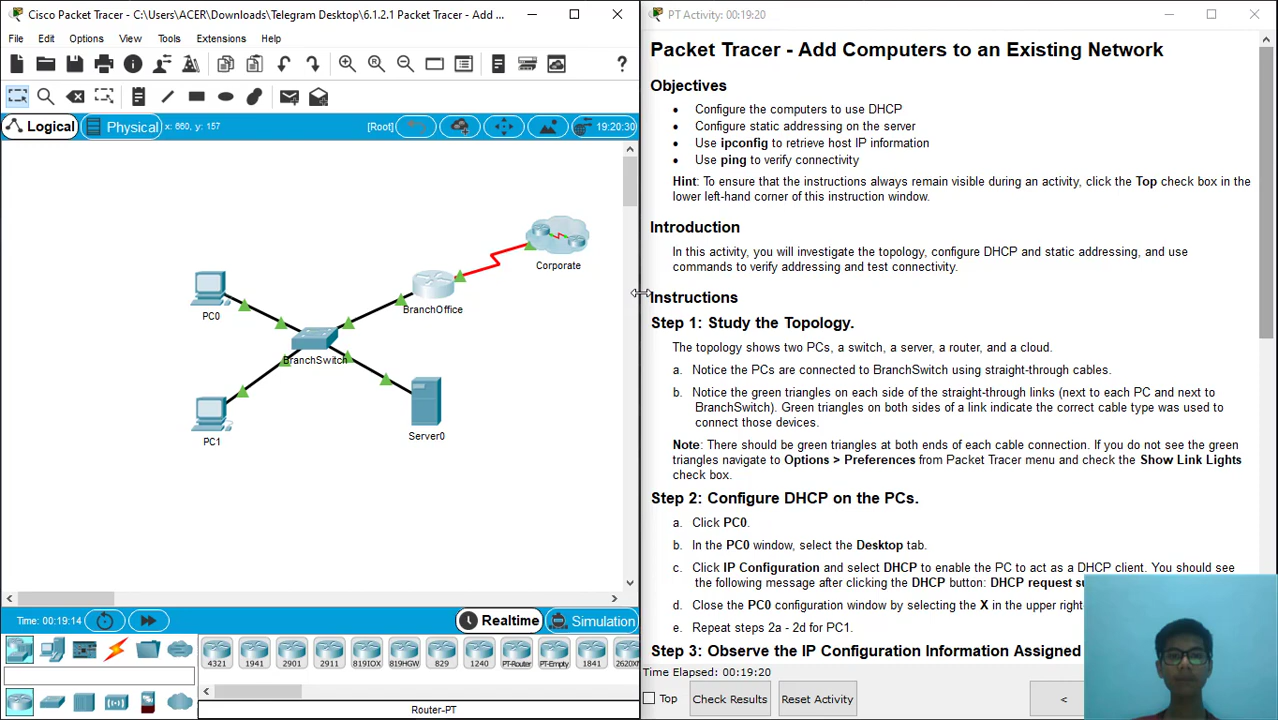 Cisco Packet Tracer - C:\Users\ACER\Downloads\Telegram Desktop\6.1.2.1 Packet Tracer - Add ...
File Edit Options View Tools Extensions Help
Logical Physical x: 660, y: 157 [Root] 19:20:30
Corporate
PC0
BranchOffice
BranchSwitch
PC1
Server0
Time: 00:19:14 Realtime Simulation
4321 1941 2901 2911 819IOX 819HGW 829 1240 PT-Router PT-Empty 1841 2620XM
Router-PT
PT Activity: 00:19:20
Packet Tracer - Add Computers to an Existing Network
Objectives
• Configure the computers to use DHCP
• Configure static addressing on the server
• Use ipconfig to retrieve host IP information
• Use ping to verify connectivity
Hint: To ensure that the instructions always remain visible during an activity, click the Top check box in the
lower left-hand corner of this instruction window.
Introduction
In this activity, you will investigate the topology, configure DHCP and static addressing, and use
commands to verify addressing and test connectivity.
Instructions
Step 1: Study the Topology.
The topology shows two PCs, a switch, a server, a router, and a cloud.
a. Notice the PCs are connected to BranchSwitch using straight-through cables.
b. Notice the green triangles on each side of the straight-through links (next to each PC and next to
BranchSwitch). Green triangles on both sides of a link indicate the correct cable type was used to
connect those devices.
Note: There should be green triangles at both ends of each cable connection. If you do not see the green
triangles navigate to Options > Preferences from Packet Tracer menu and check the Show Link Lights
check box.
Step 2: Configure DHCP on the PCs.
a. Click PC0.
b. In the PC0 window, select the Desktop tab.
c. Click IP Configuration and select DHCP to enable the PC to act as a DHCP client. You should see
the following message after clicking the DHCP button: DHCP request su
d. Close the PC0 configuration window by selecting the X in the upper right
e. Repeat steps 2a - 2d for PC1.
Step 3: Observe the IP Configuration Information Assigned
Time Elapsed: 00:19:20
Top Check Results Reset Activity <